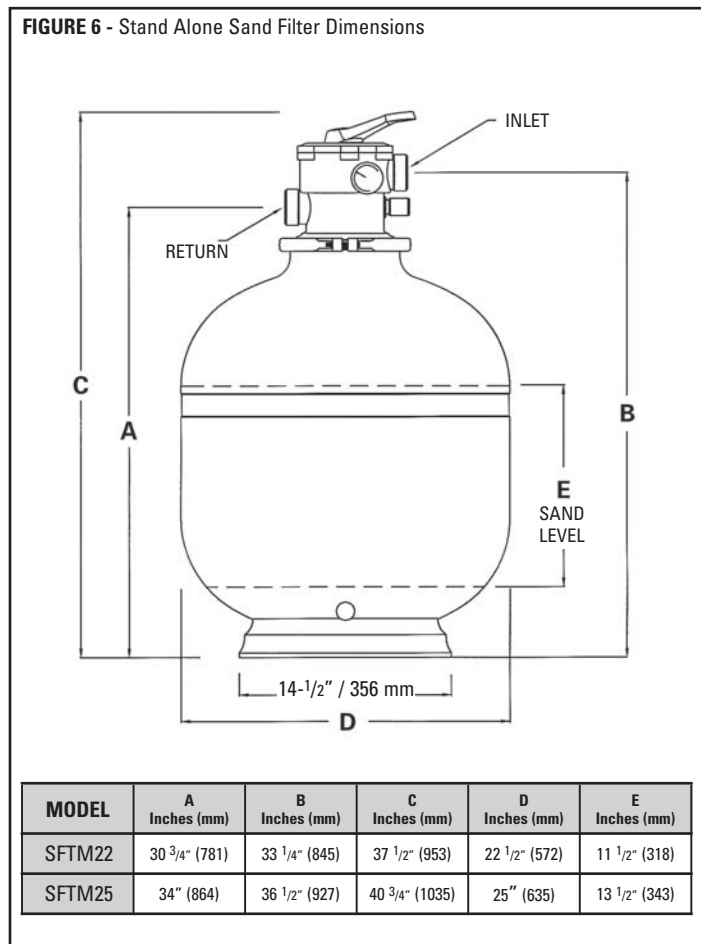 FIGURE 6 - Stand Alone Sand Filter Dimensions
INLET
RETURN
C
A
B
E
SAND
LEVEL
14-1/2" / 356 mm
D
MODEL A Inches (mm) B Inches (mm) C Inches (mm) D Inches (mm) E Inches (mm)
SFTM22 30 3/4" (781) 33 1/4" (845) 37 1/2" (953) 22 1/2" (572) 11 1/2" (318)
SFTM25 34" (864) 36 1/2" (927) 40 3/4" (1035) 25" (635) 13 1/2" (343)